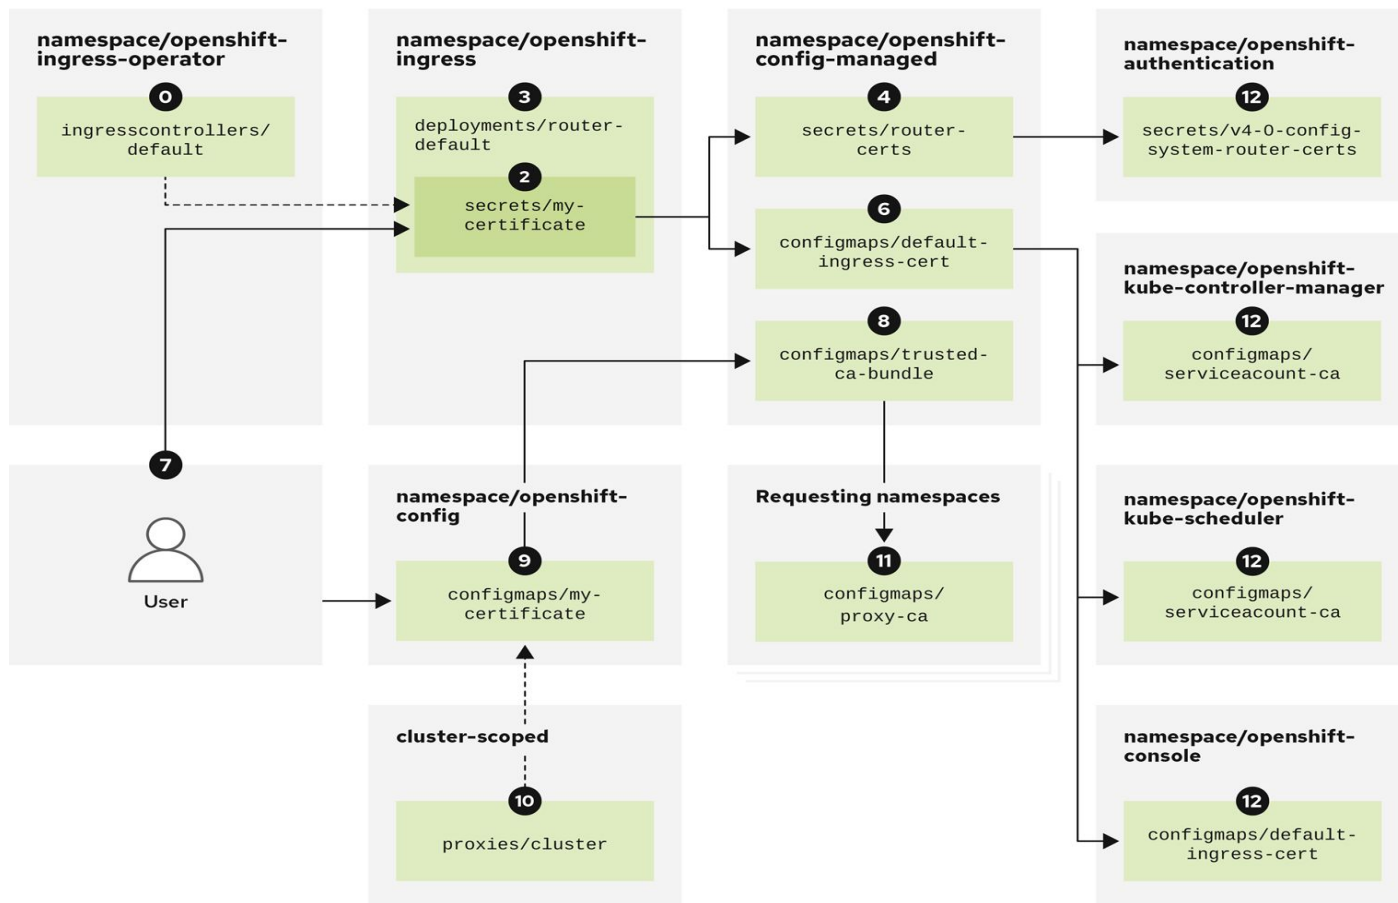 namespace/openshift-
ingress-operator
0
ingresscontrollers/
default
namespace/openshift-
ingress
3
deployments/router-
default
2
secrets/my-
certificate
namespace/openshift-
config-managed
4
secrets/router-
certs
6
configmaps/default-
ingress-cert
8
configmaps/trusted-
ca-bundle
namespace/openshift-
authentication
12
secrets/v4-0-config-
system-router-certs
namespace/openshift-
kube-controller-manager
12
configmaps/
serviceacount-ca
7
User
namespace/openshift-
config
9
configmaps/my-
certificate
Requesting namespaces
11
configmaps/
proxy-ca
namespace/openshift-
kube-scheduler
12
configmaps/
serviceacount-ca
cluster-scoped
10
proxies/cluster
namespace/openshift-
console
12
configmaps/default-
ingress-cert